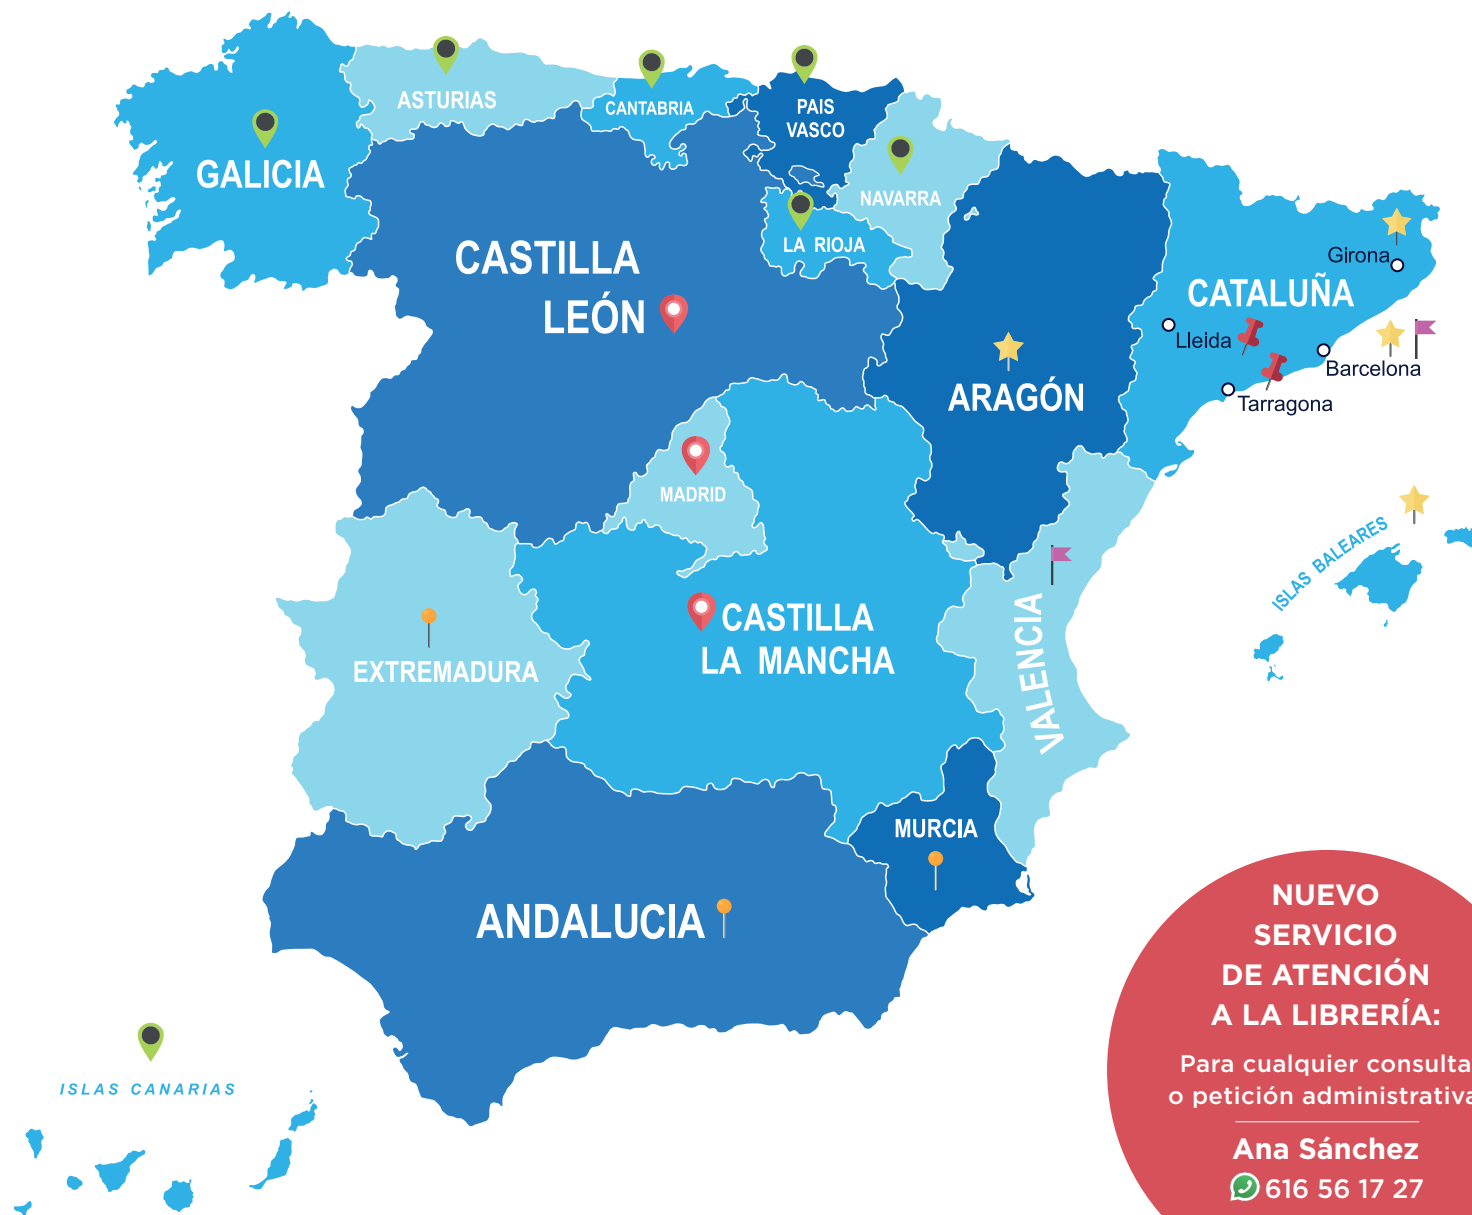 ASTURIAS
CANTABRIA
PAIS
VASCO
GALICIA
NAVARRA
LA RIOJA
CASTILLA
LEÓN
Girona
CATALUÑA
Lleida
Barcelona
Tarragona
ARAGÓN
MADRID
ISLAS BALEARES
CASTILLA
LA MANCHA
EXTREMADURA
VALENCIA
MURCIA
ANDALUCIA
ISLAS CANARIAS
NUEVO
SERVICIO
DE ATENCIÓN
A LA LIBRERÍA:
Para cualquier consulta
o petición administrativa
Ana Sánchez
616 56 17 27